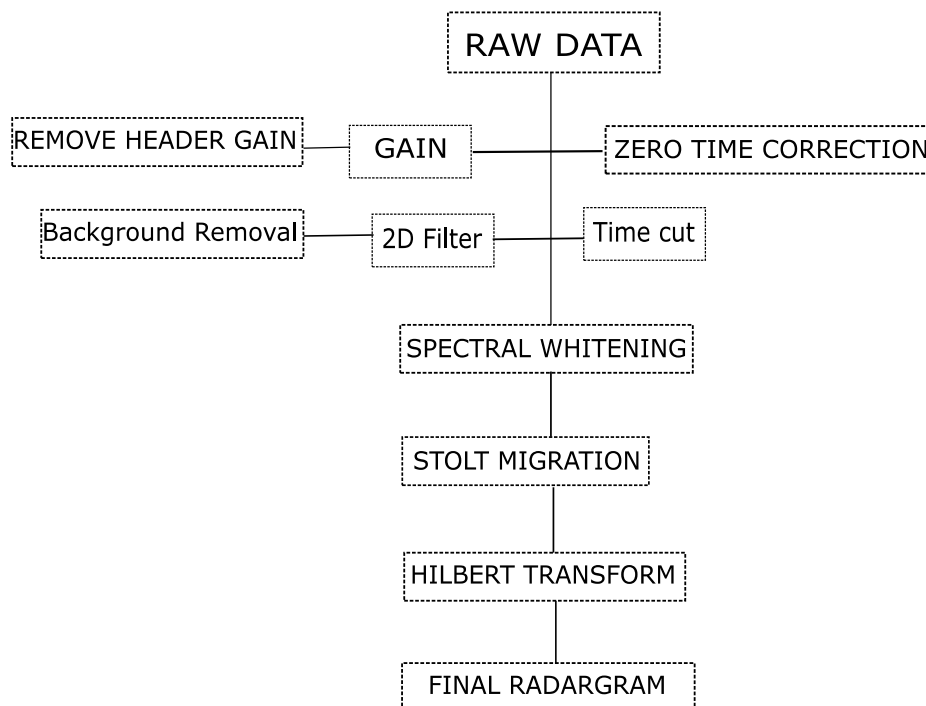 RAW DATA
REMOVE HEADER GAIN
GAIN
ZERO TIME CORRECTION
Background Removal
2D Filter
Time cut
SPECTRAL WHITENING
STOLT MIGRATION
HILBERT TRANSFORM
FINAL RADARGRAM